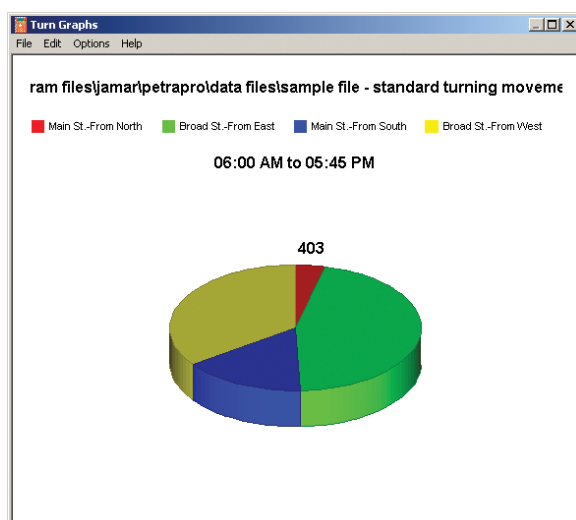 Turn Graphs
File Edit Options Help
ram files\jamar\petrapro\data files\sample file - standard turning moveme
Main St.-From North Broad St.-From East Main St.-From South Broad St.-From West
06:00 AM to 05:45 PM
403